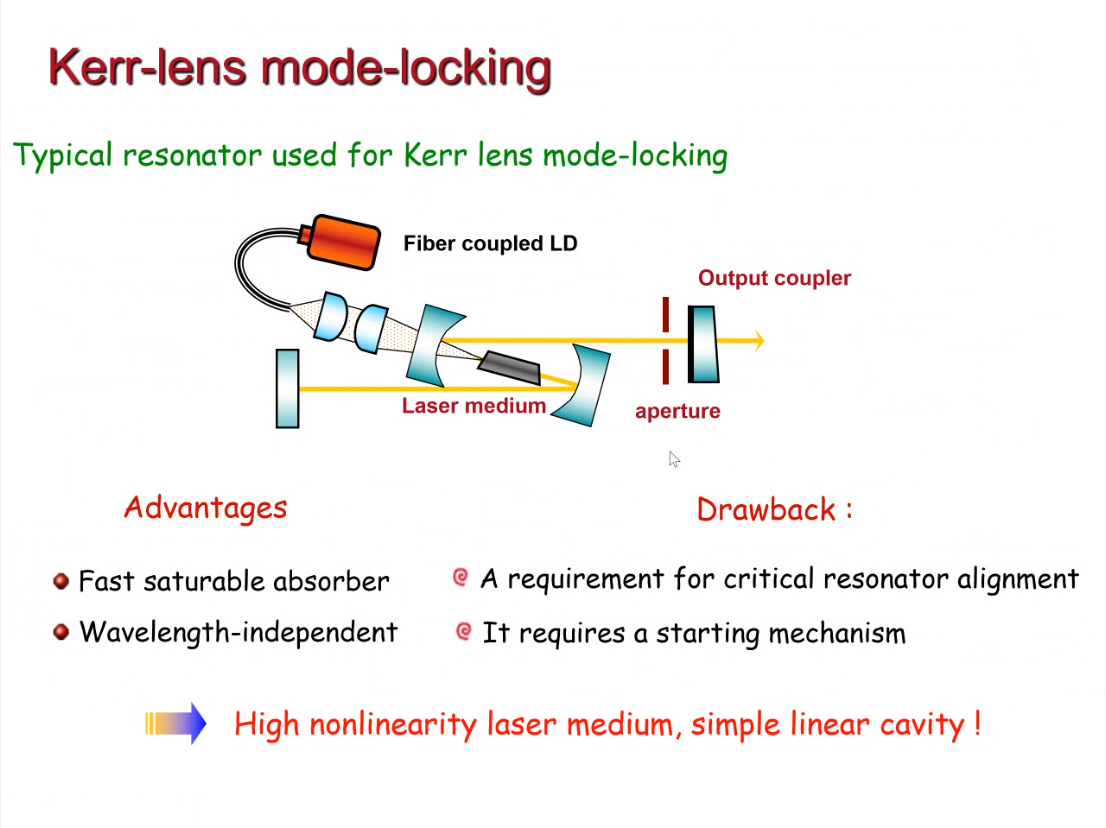 Kerr-lens mode-locking
Typical resonator used for Kerr lens mode-locking
Fiber coupled LD
Output coupler
Laser medium
aperture
Advantages
Drawback :
Fast saturable absorber
A requirement for critical resonator alignment
Wavelength-independent
It requires a starting mechanism
High nonlinearity laser medium, simple linear cavity !